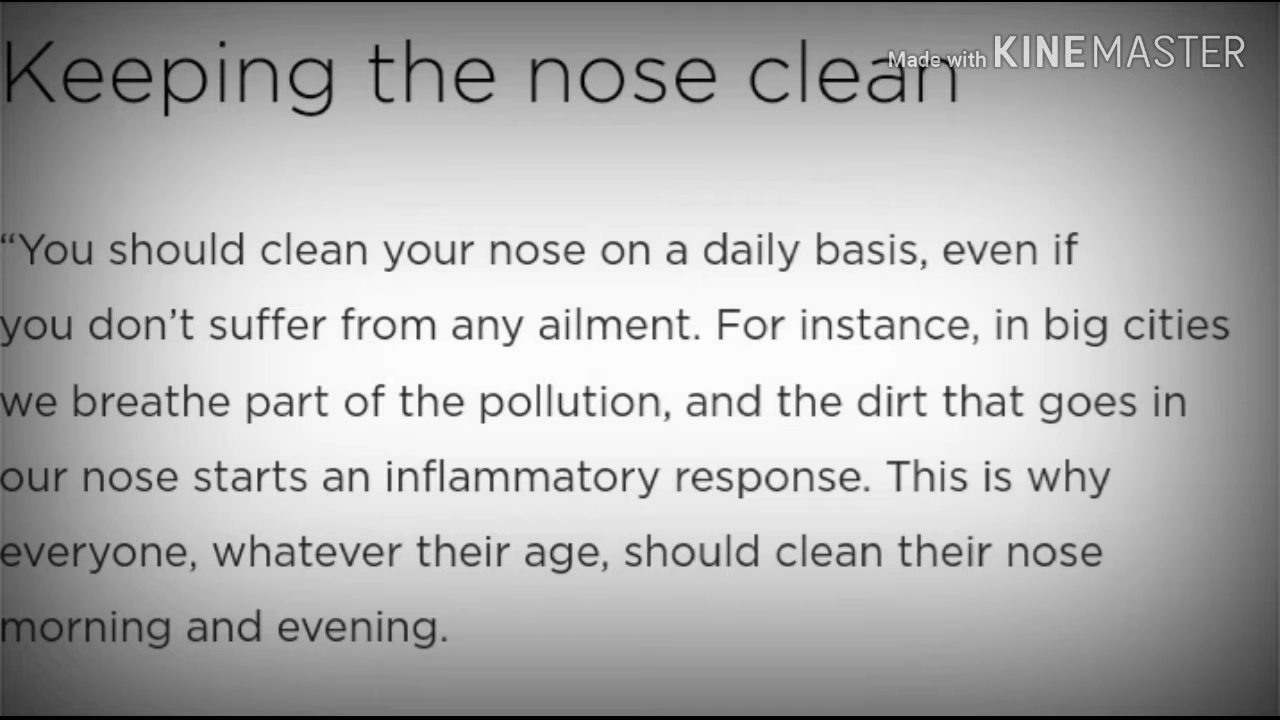 Keeping the nose clean
Made with KINEMASTER
“You should clean your nose on a daily basis, even if
you don’t suffer from any ailment. For instance, in big cities
we breathe part of the pollution, and the dirt that goes in
our nose starts an inflammatory response. This is why
everyone, whatever their age, should clean their nose
morning and evening.